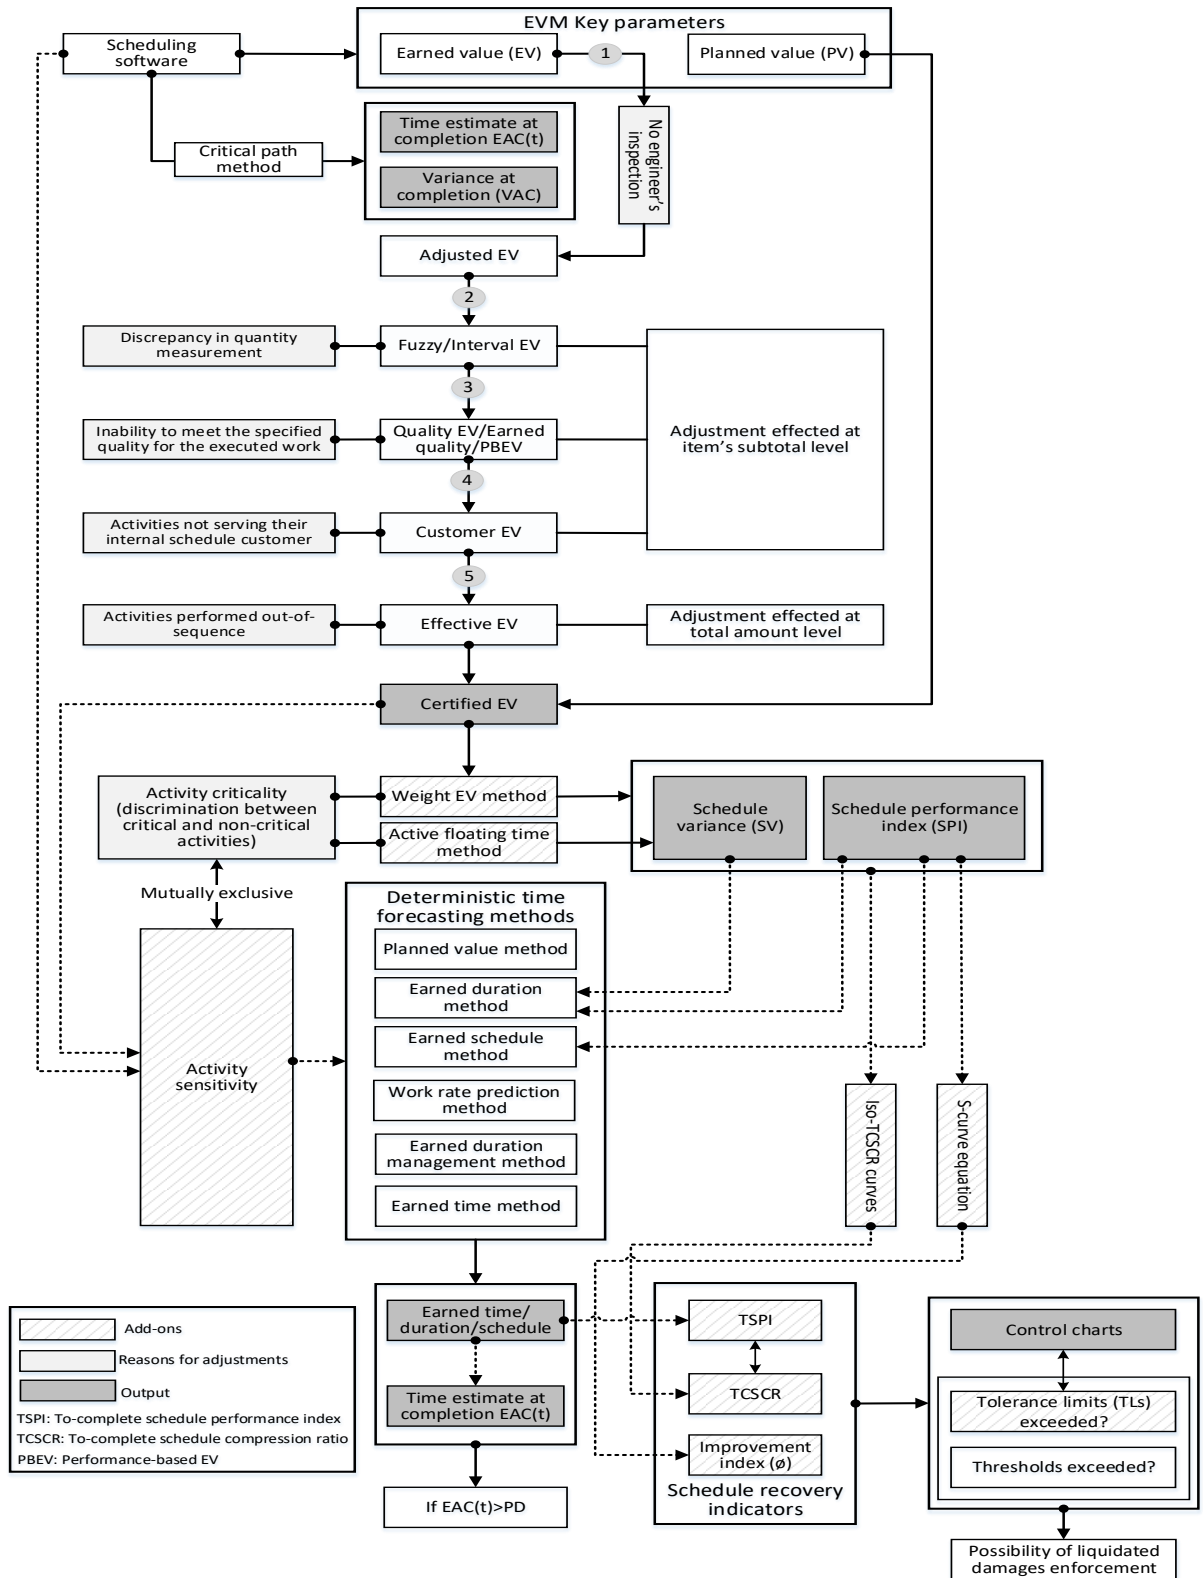 EVM Key parameters
Scheduling
software
Earned value (EV)
1
Planned value (PV)
Time estimate at
completion EAC(t)
Critical path
method
Variance at
completion (VAC)
No engineer's
inspection
Adjusted EV
2
Discrepancy in quantity
measurement
Fuzzy/Interval EV
3
Inability to meet the specified
quality for the executed work
Quality EV/Earned
quality/PBEV
Adjustment effected at
item's subtotal level
4
Activities not serving their
internal schedule customer
Customer EV
5
Activities performed out-of-
sequence
Effective EV
Adjustment effected at
total amount level
Certified EV
Activity criticality
(discrimination between
critical and non-critical
activities)
Weight EV method
Active floating time
method
Schedule
variance (SV)
Schedule performance
index (SPI)
Mutually exclusive
Deterministic time
forecasting methods
Planned value method
Earned duration
method
Earned schedule
method
Activity
sensitivity
Work rate prediction
method
Earned duration
management method
Earned time method
Iso-TCSCR curves
S-curve equation
Earned time/
duration/schedule
Time estimate at
completion EAC(t)
If EAC(t)>PD
TSPI
TCSCR
Improvement
index (ø)
Schedule recovery
indicators
Control charts
Tolerance limits (TLs)
exceeded?
Thresholds exceeded?
Possibility of liquidated
damages enforcement
Add-ons
Reasons for adjustments
Output
TSPI: To-complete schedule performance index
TCSCR: To-complete schedule compression ratio
PBEV: Performance-based EV